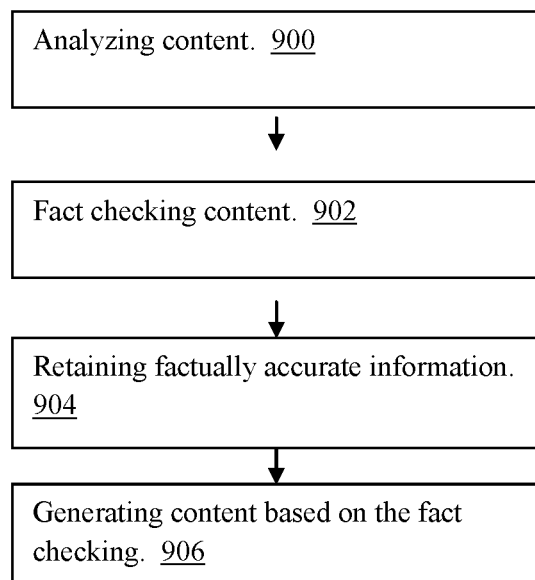 Analyzing content. 900
Fact checking content. 902
Retaining factually accurate information.
904
Generating content based on the fact
checking. 906